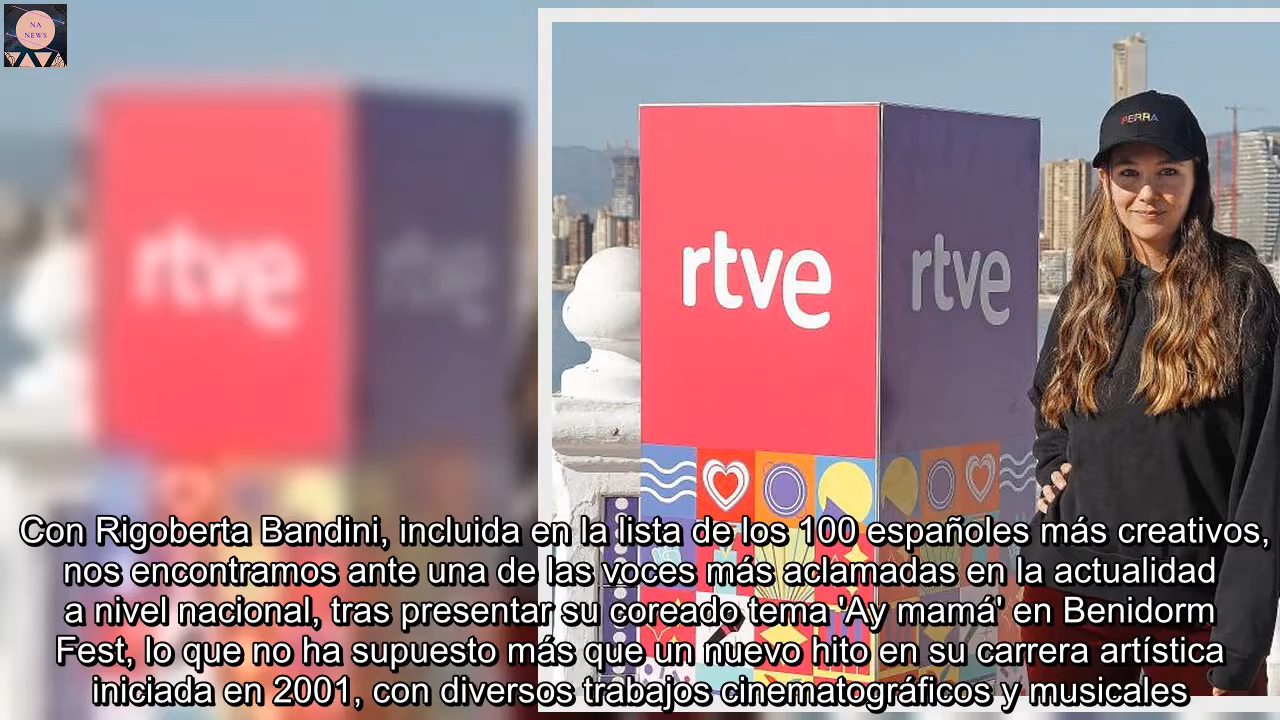 NA
NEWS
PERRA
rtve
rtve
rtve
rtve
Con Rigoberta Bandini, incluida en la lista de los 100 españoles más creativos,
nos encontramos ante una de las voces más aclamadas en la actualidad
a nivel nacional, tras presentar su coreado tema 'Ay mamá' en Benidorm
Fest, lo que no ha supuesto más que un nuevo hito en su carrera artística
iniciada en 2001, con diversos trabajos cinematográficos y musicales